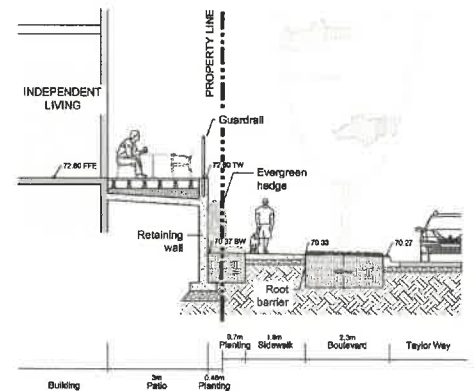 PROPERTY LINE
INDEPENDENT
LIVING
Guardrail
72.60 FFE
TW
Evergreen
hedge
Retaining
wall
70.37 BW
70.33
70.27
Root
barrier
0.7m
Planting
1.8m
Sidewalk
2.3m
Boulevard
Taylor Way
Building
3m
Patio
0.46m
Planting